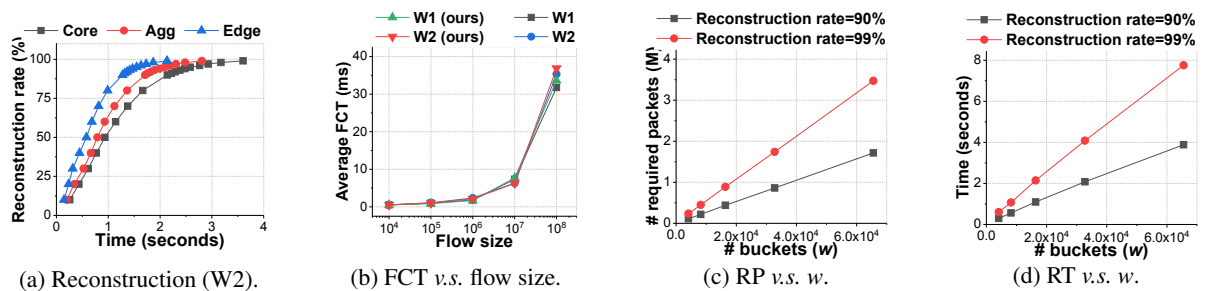 Core Agg Edge
Reconstruction rate (%)
100
75
50
25
0
0 1 2 3 4
Time (seconds)
(a) Reconstruction (W2).
W1 (ours) W1
W2 (ours) W2
Average FCT (ms)
40
30
20
10
0
10^4 10^5 10^6 10^7 10^8
Flow size
(b) FCT v.s. flow size.
Reconstruction rate=90%
Reconstruction rate=99%
# required packets (M)
4
3
2
1
0
0.0 2.0x10^4 4.0x10^4 6.0x10^4
# buckets (w)
(c) RP v.s. w.
Reconstruction rate=90%
Reconstruction rate=99%
Time (seconds)
8
6
4
2
0
0.0 2.0x10^4 4.0x10^4 6.0x10^4
# buckets (w)
(d) RT v.s. w.